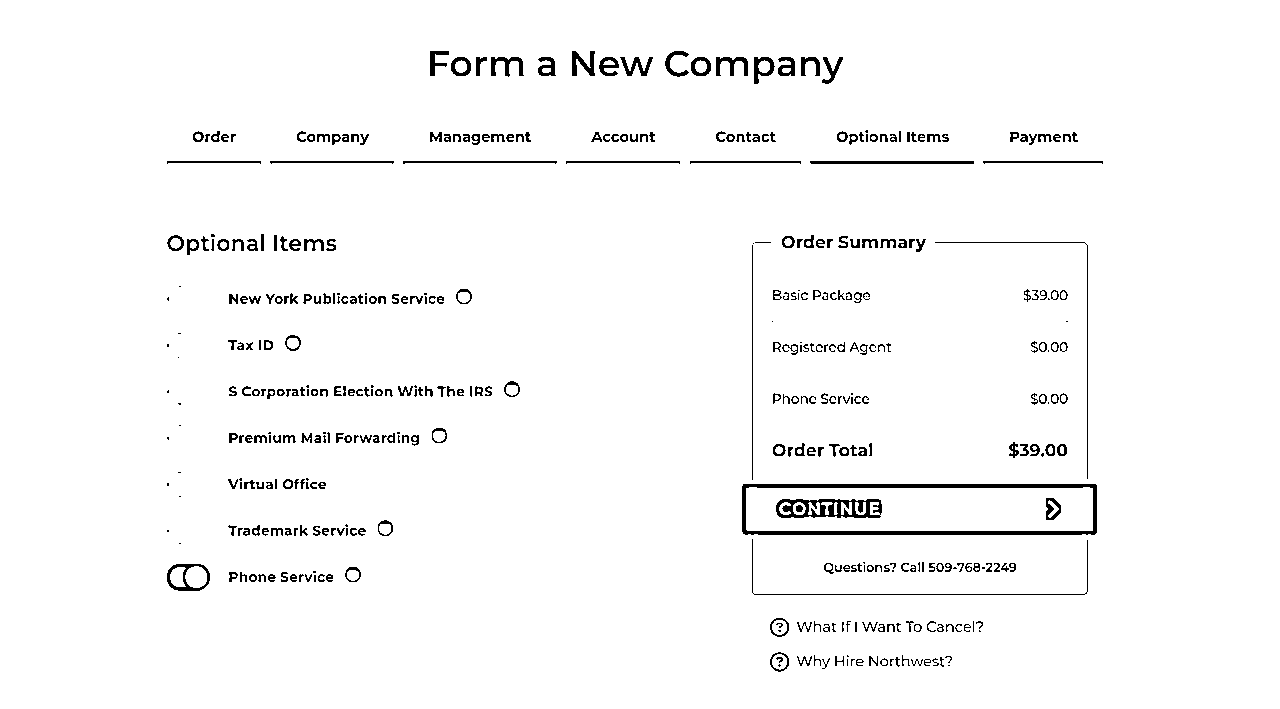 Form a New Company
Order Company Management Account Contact Optional Items Payment
Optional Items
New York Publication Service
Tax ID
S Corporation Election With The IRS
Premium Mail Forwarding
Virtual Office
Trademark Service
Phone Service
Order Summary
Basic Package $39.00
Registered Agent $0.00
Phone Service $0.00
Order Total $39.00
CONTINUE
Questions? Call 509-768-2249
What If I Want To Cancel?
Why Hire Northwest?